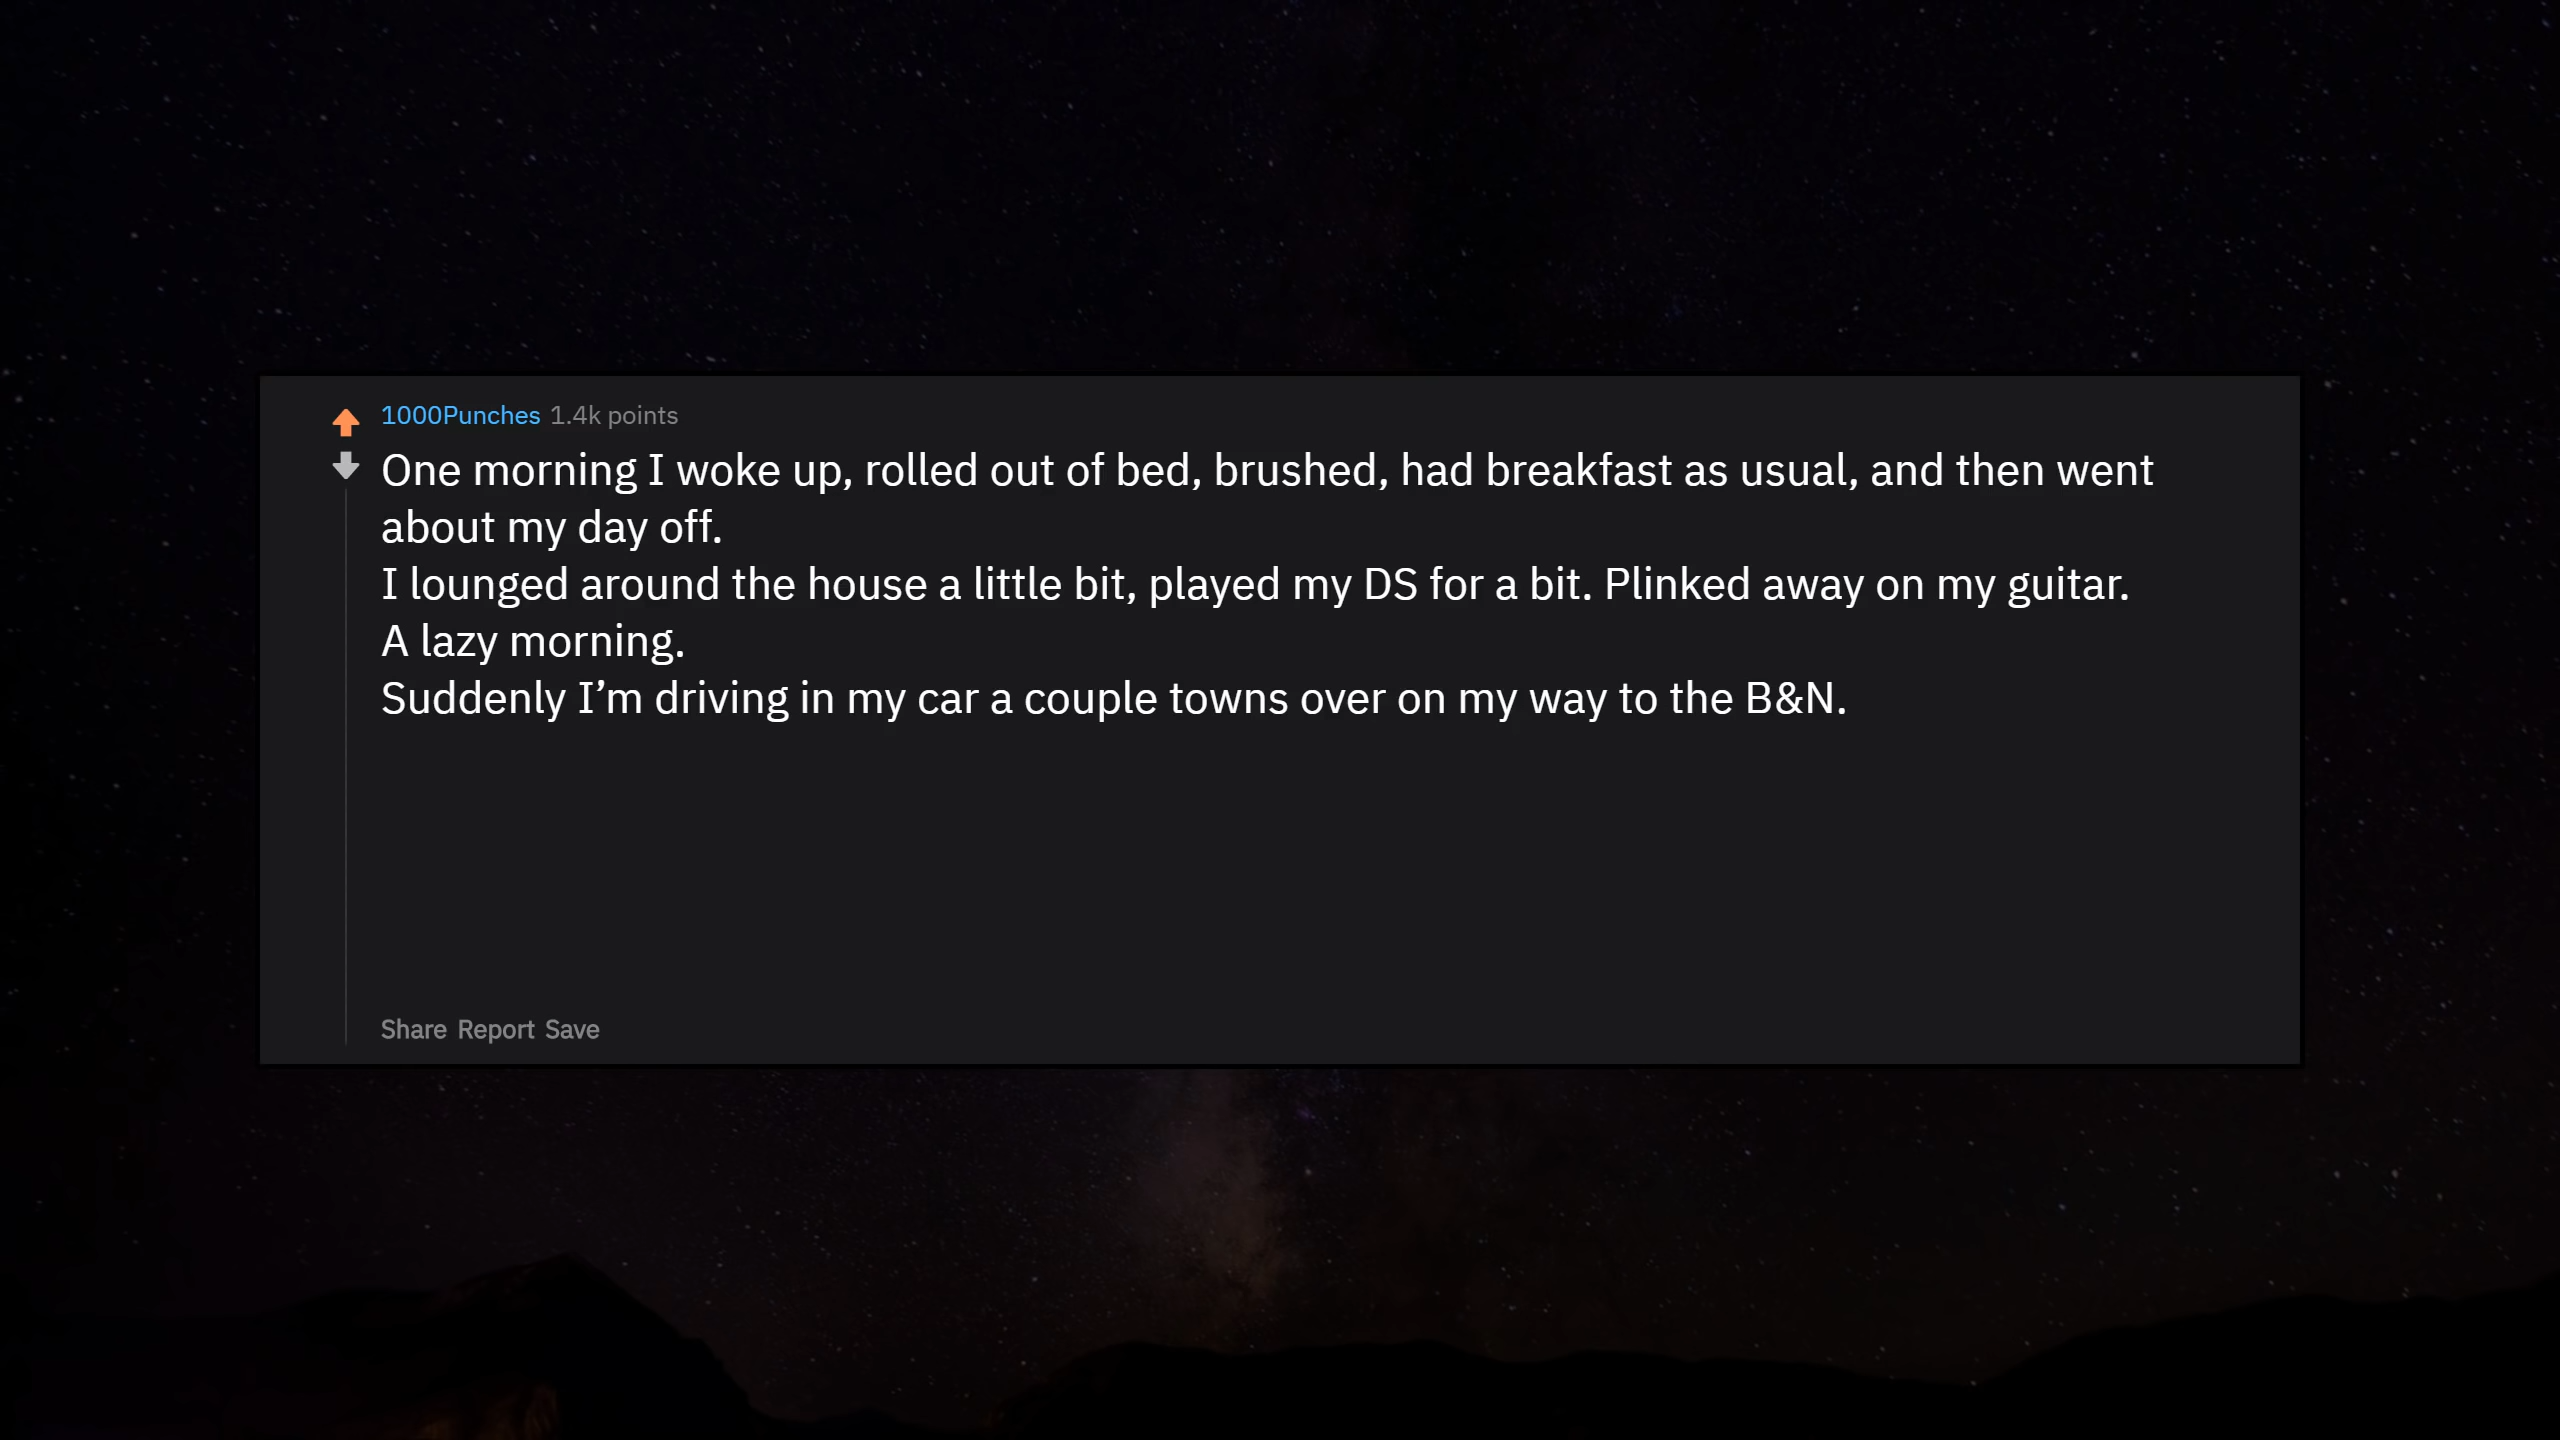 1000Punches 1.4k points
One morning I woke up, rolled out of bed, brushed, had breakfast as usual, and then went
about my day off.
I lounged around the house a little bit, played my DS for a bit. Plinked away on my guitar.
A lazy morning.
Suddenly I’m driving in my car a couple towns over on my way to the B&N.
Share Report Save